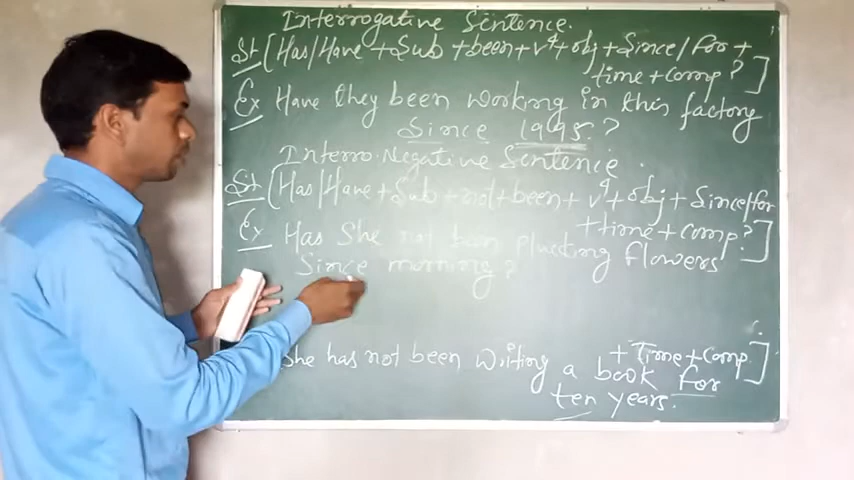 Interrogative Sentence.
St [Has/Have + Sub + been + v⁴ + obj + Since/for +
time + comp?]
Ex Have they been working in this factory
Since 1995?
Interro. Negative Sentence.
St [Has/Have + Sub + not + been + v⁴ + obj + Since/for
+ time + comp?]
Ex Has She not been plucking flowers
Since morning?
+ Time + Comp.]
She has not been writing a book for
ten years.